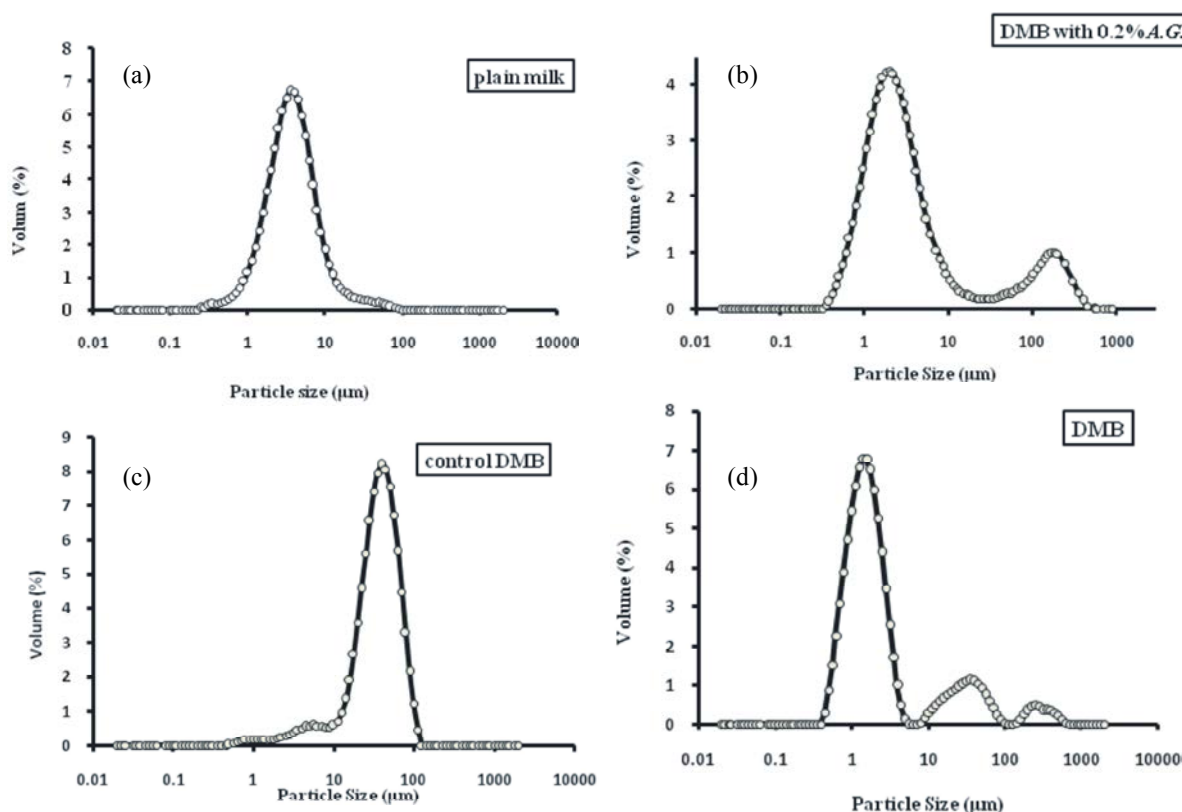 (a)
plain milk
8
7
6
5
4
3
2
1
0
Volum (%)
0.01 0.1 1 10 100 1000 10000
Particle size (µm)
DMB with 0.2% A.G.
(b)
4
3
2
1
0
Volume (%)
0.01 0.1 1 10 100 1000
Particle Size (µm)
(c)
control DMB
9
8
7
6
5
4
3
2
1
0
Volume (%)
0.01 0.1 1 10 100 1000 10000
Particle Size (µm)
(d)
DMB
8
7
6
5
4
3
2
1
0
Volume (%)
0.01 0.1 1 10 100 1000 10000
Particle Size (µm)